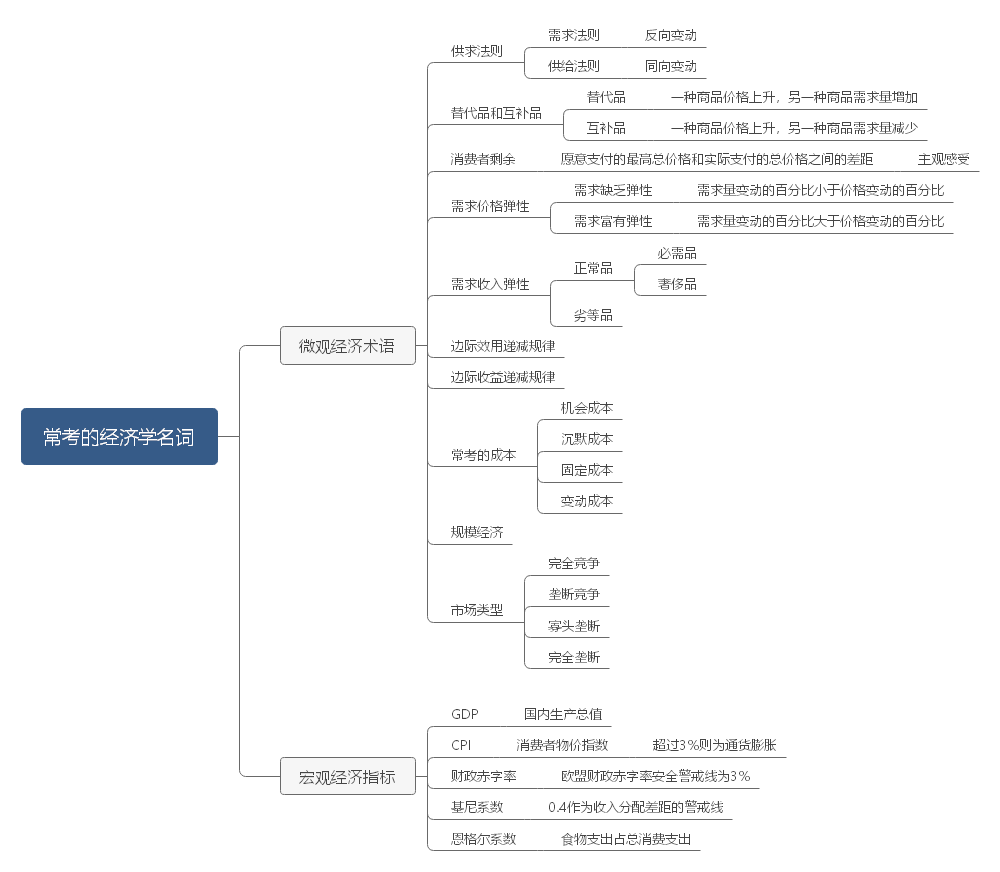 常考的经济学名词
微观经济术语
供求法则
需求法则
反向变动
供给法则
同向变动
替代品和互补品
替代品
一种商品价格上升，另一种商品需求量增加
互补品
一种商品价格上升，另一种商品需求量减少
消费者剩余
愿意支付的最高总价格和实际支付的总价格之间的差距
主观感受
需求价格弹性
需求缺乏弹性
需求量变动的百分比小于价格变动的百分比
需求富有弹性
需求量变动的百分比大于价格变动的百分比
需求收入弹性
正常品
必需品
奢侈品
劣等品
边际效用递减规律
边际收益递减规律
常考的成本
机会成本
沉默成本
固定成本
变动成本
规模经济
市场类型
完全竞争
垄断竞争
寡头垄断
完全垄断
宏观经济指标
GDP
国内生产总值
CPI
消费者物价指数
超过3%则为通货膨胀
财政赤字率
欧盟财政赤字率安全警戒线为3%
基尼系数
0.4作为收入分配差距的警戒线
恩格尔系数
食物支出占总消费支出